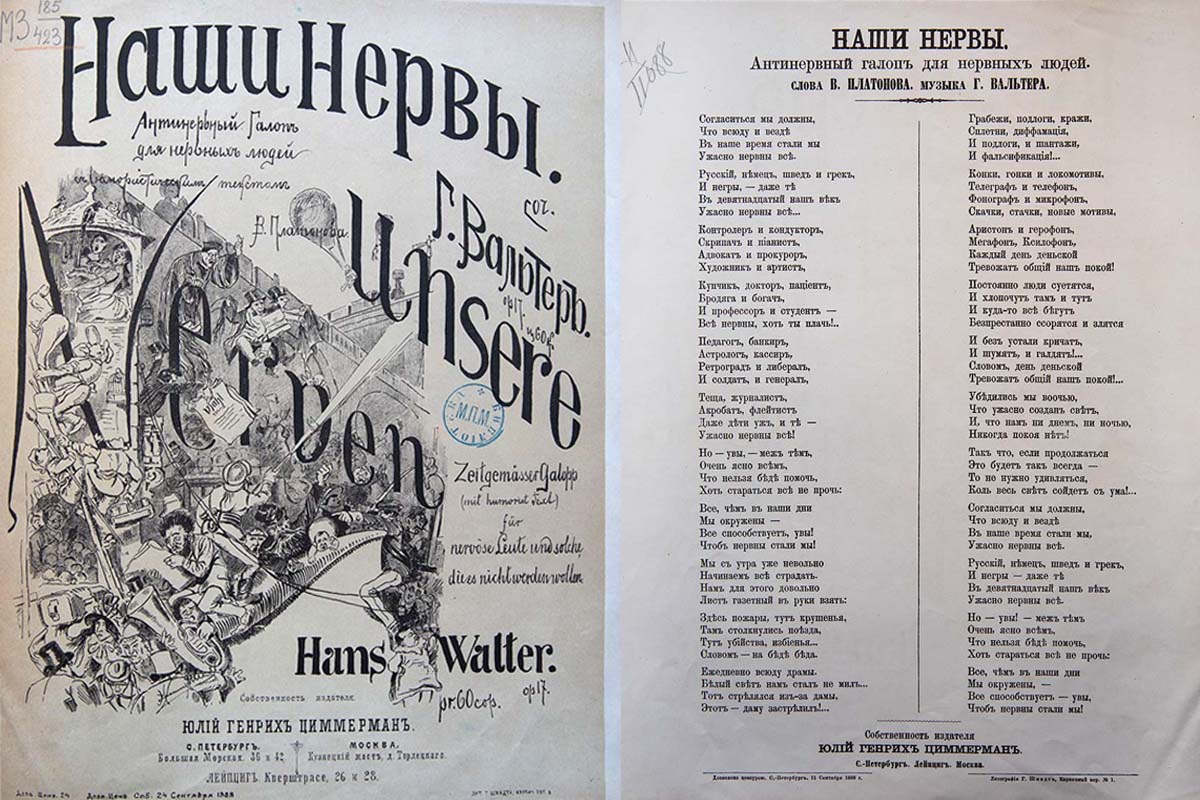 МЗ 185
423
Наши Нервы.
Антинервный Галопъ
для нервныхъ людей
съ юмористическимъ текстомъ
В. Платонова.
соч.
Г. Вальтеръ.
op 17. ц. 60 к.
Unsere
Nerven
М.П.М.
Zeitgemässer Galopp
(mit humorist. Text)
für
nervöse Leute und solche,
die es nicht werden wollen
Hans Walter.
pr. 60 cop. op 17.
Собственность издателя
ЮЛІЙ ГЕНРИХЪ ЦИММЕРМАНЪ.
С. ПЕТЕРБУРГЪ. МОСКВА,
Большая Морская. 36 и 42. Кузнецкій мостъ, д. Торлецкаго.
ЛЕЙПЦИГЪ. Кверштрасе, 26 и 28.
НАШИ НЕРВЫ.
Антинервный галопъ для нервныхъ людей.
СЛОВА В. ПЛАТОНОВА. МУЗЫКА Г. ВАЛЬТЕРА.
Согласиться мы должны,
Что всюду и вездѣ
Въ наше время стали мы
Ужасно нервны всѣ.
Русскій, нѣмецъ, шведъ и грекъ,
И негры, — даже тѣ
Въ девятнадцатый нашъ вѣкъ
Ужасно нервны всѣ...
Контролеръ и кондукторъ,
Скрипачъ и піанистъ,
Адвокатъ и прокуроръ,
Художникъ и артистъ,
Купчикъ, докторъ, паціентъ,
Бродяга и богачъ,
И профессоръ и студентъ —
Всѣ нервны, хоть ты плачь!..
Педагогъ, банкиръ,
Астрологъ, кассиръ,
Ретроградъ и либералъ,
И солдатъ, и генералъ,
Теща, журналистъ,
Акробатъ, флейтистъ
Даже дѣти ужъ, и тѣ —
Ужасно нервны всѣ!
Но — увы, — межъ тѣмъ,
Очень ясно всѣмъ,
Что нельзя бѣдѣ помочь,
Хоть стараться всѣ не прочь:
Все, чѣмъ въ наши дни
Мы окружены —
Все способствуетъ, увы!
Чтобъ нервны стали мы!
Мы съ утра уже невольно
Начинаемъ всѣ страдать.
Намъ для этого довольно
Листъ газетный въ руки взять:
Здѣсь пожары, тутъ крушенья,
Тамъ столкнулись поѣзда,
Тутъ убійства, избіенья...
Словомъ — на бѣдѣ бѣда.
Ежедневно всюду драмы.
Бѣлый свѣтъ намъ сталъ не милъ...
Тотъ стрѣлялся изъ-за дамы,
Этотъ — даму застрѣлилъ!...
Грабежи, подлоги, кражи,
Сплетни, диффамація,
И подлоги, и шантажи,
И фальсификація!...
Конки, гонки и локомотивы,
Телеграфъ и телефонъ,
Фонографъ и микрофонъ,
Скачки, стачки, новые мотивы,
Аристонъ и герофонъ,
Мегафонъ, Ксилофонъ,
Каждый день деньской
Тревожатъ общій нашъ покой!
Постоянно люди суетятся,
И хлопочутъ тамъ и тутъ
И куда-то всѣ бѣгутъ
Безпрестанно ссорятся и злятся
И безъ устали кричатъ,
И шумятъ, и галдятъ!...
Словомъ, день деньской
Тревожатъ общій нашъ покой!...
Убѣдились мы воочью,
Что ужасно созданъ свѣтъ,
И, что намъ ни днемъ, ни ночью,
Никогда покоя нѣтъ!
Такъ что, если продолжаться
Это будетъ такъ всегда —
То не нужно удивляться,
Коль весь свѣтъ сойдетъ съ ума!...
Согласиться мы должны,
Что всюду и вездѣ
Въ наше время стали мы,
Ужасно нервны всѣ.
Русскій, нѣмецъ, шведъ и грекъ,
И негры — даже тѣ
Въ девятнадцатый нашъ вѣкъ
Ужасно нервны всѣ.
Но — увы! — межъ тѣмъ
Очень ясно всѣмъ,
Что нельзя бѣдѣ помочь,
Хоть стараться всѣ не прочь:
Все, чѣмъ въ наши дни
Мы окружены, —
Все способствуетъ — увы,
Чтобъ нервны стали мы!
Собственность издателя
ЮЛІЙ ГЕНРИХЪ ЦИММЕРМАНЪ.
С.-Петербургъ. Лейпцигъ. Москва.
Дозволено цензурою. С.-Петербургъ.
Литографія Г. Шмидтъ,